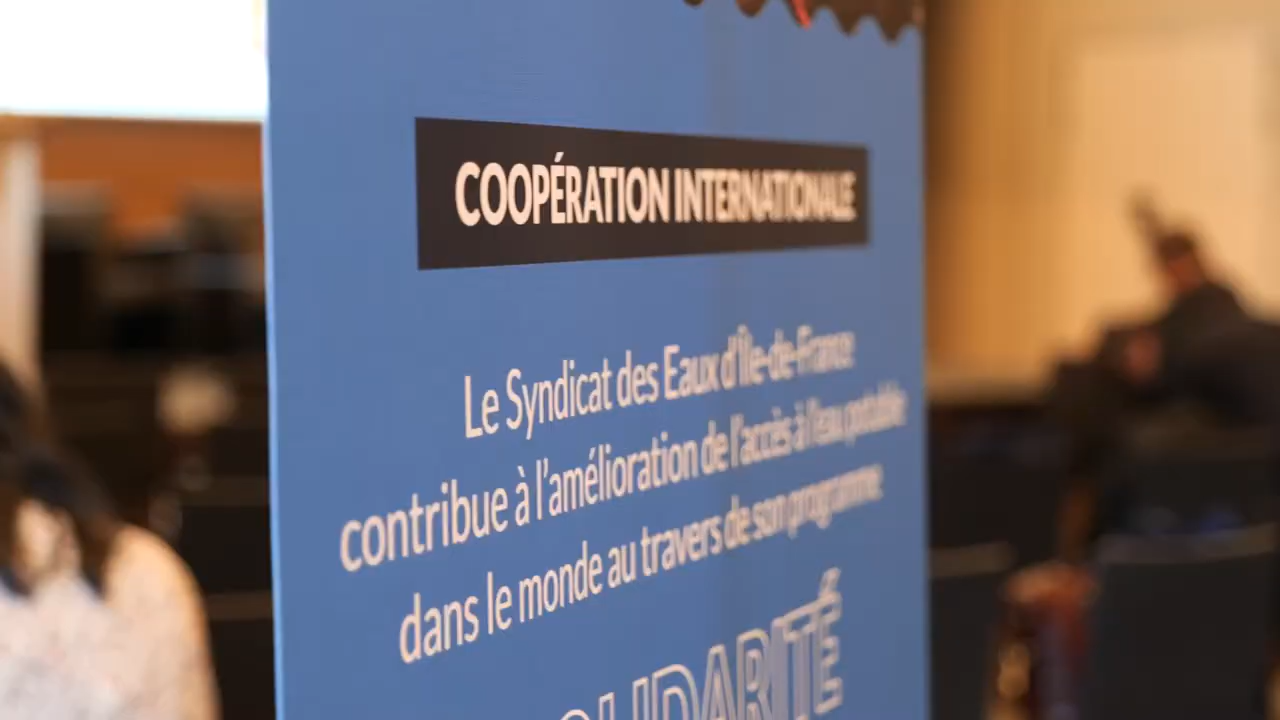 COOPÉRATION INTERNATIONALE
Le Syndicat des Eaux d'Île-de-France
contribue à l'amélioration de l'accès à l'eau potable
dans le monde au travers de son programme
SOLIDARITÉ